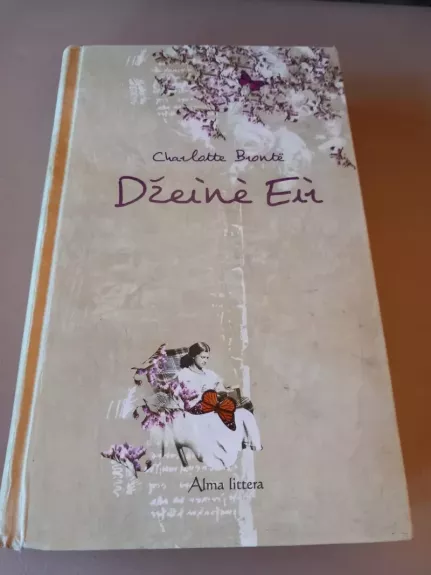 Charlotte Brontë
Džeinė Eir
Alma littera